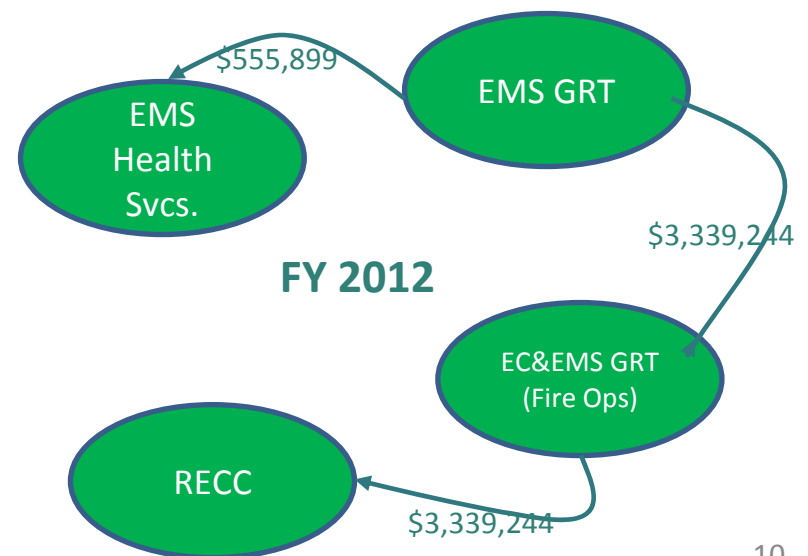 $555,899
EMS GRT
EMS
Health
Svcs.
$3,339,244
FY 2012
EC&EMS GRT
(Fire Ops)
RECC
$3,339,244
10